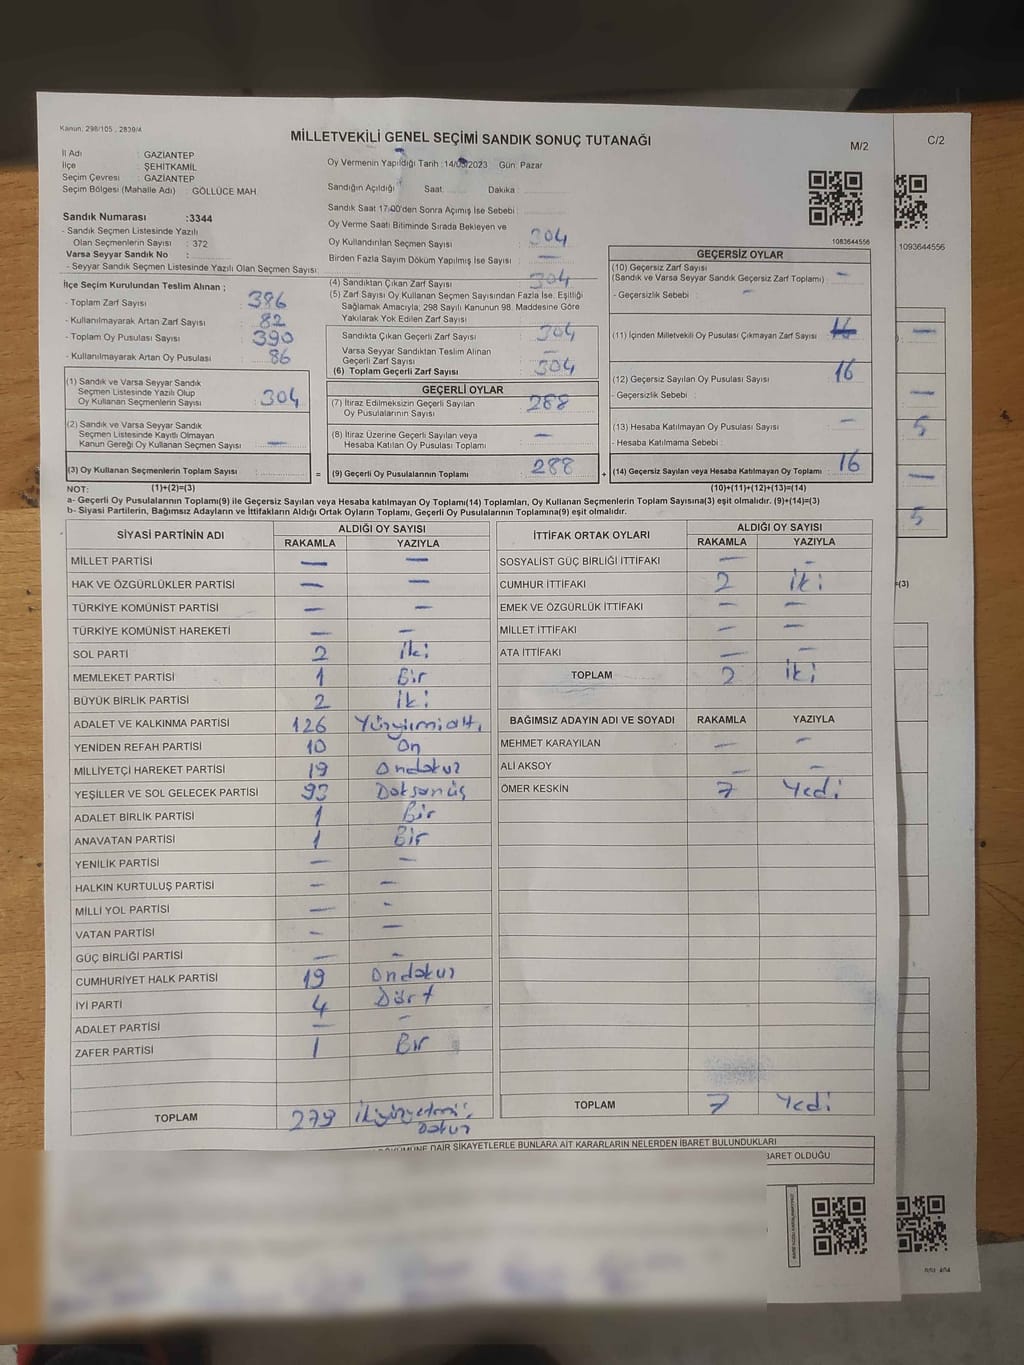 Kanun; 298/105 , 2839/4
MİLLETVEKİLİ GENEL SEÇİMİ SANDIK SONUÇ TUTANAĞI
M/2
C/2
İl Adı : GAZİANTEP
İlçe : ŞEHİTKAMİL
Seçim Çevresi : GAZİANTEP
Seçim Bölgesi (Mahalle Adı) : GÖLLÜCE MAH.
Oy Vermenin Yapıldığı Tarih :14/05/2023 Gün: Pazar
Sandığın Açıldığı Saat: Dakika:
Sandık Saat 17:00'den Sonra Açımış İse Sebebi :
Sandık Numarası :3344
- Sandık Seçmen Listesinde Yazılı
Olan Seçmenlerin Sayısı : 372
Varsa Seyyar Sandık No :
- Seyyar Sandık Seçmen Listesinde Yazılı Olan Seçmen Sayısı:
Oy Verme Saati Bitiminde Sırada Bekleyen ve
Oy Kullandırılan Seçmen Sayısı : 304
Birden Fazla Sayım Döküm Yapılmış İse Sayısı : —
1093644556
1093644556
İlçe Seçim Kurulundan Teslim Alınan ;
- Toplam Zarf Sayısı : 386
- Kullanılmayarak Artan Zarf Sayısı : 82
- Toplam Oy Pusulası Sayısı : 390
- Kullanılmayarak Artan Oy Pusulası : 86
(1) Sandık ve Varsa Seyyar Sandık
Seçmen Listesinde Yazılı Olup
Oy Kullanan Seçmenlerin Sayısı : 304
(2) Sandık ve Varsa Seyyar Sandık
Seçmen Listesinde Kayıtlı Olmayan
Kanun Gereği Oy Kullanan Seçmen Sayısı : —
(3) Oy Kullanan Seçmenlerin Toplam Sayısı :
(1)+(2)=(3)
(4) Sandıktan Çıkan Zarf Sayısı : 304
(5) Zarf Sayısı Oy Kullanan Seçmen Sayısından Fazla İse, Eşitliği
Sağlamak Amacıyla; 298 Sayılı Kanunun 98. Maddesine Göre
Yakılarak Yok Edilen Zarf Sayısı :
Sandıkta Çıkan Geçerli Zarf Sayısı : 304
Varsa Seyyar Sandıktan Teslim Alınan
Geçerli Zarf Sayısı : —
(6) Toplam Geçerli Zarf Sayısı : 304
GEÇERLİ OYLAR
(7) İtiraz Edilmeksizin Geçerli Sayılan
Oy Pusulalarının Sayısı : 288
(8) İtiraz Üzerine Geçerli Sayılan veya
Hesaba Katılan Oy Pusulası Toplamı : —
= (9) Geçerli Oy Pusulalarının Toplamı : 288 +
GEÇERSİZ OYLAR
(10) Geçersiz Zarf Sayısı
(Sandık ve Varsa Seyyar Sandık Geçersiz Zarf Toplamı) : —
- Geçersizlik Sebebi : —
(11) İçinden Milletvekili Oy Pusulası Çıkmayan Zarf Sayısı : 16
(12) Geçersiz Sayılan Oy Pusulası Sayısı : 16
- Geçersizlik Sebebi :
(13) Hesaba Katılmayan Oy Pusulası Sayısı : —
- Hesaba Katılmama Sebebi :
(14) Geçersiz Sayılan veya Hesaba Katılmayan Oy Toplamı : 16
(10)+(11)+(12)+(13)=(14)
—
—
5
—
5
=(3)
NOT:
a- Geçerli Oy Pusulalarının Toplamı(9) ile Geçersiz Sayılan veya Hesaba katılmayan Oy Toplamı(14) Toplamları, Oy Kullanan Seçmenlerin Toplam Sayısına(3) eşit olmalıdır. (9)+(14)=(3)
b- Siyasi Partilerin, Bağımsız Adayların ve İttifakların Aldığı Ortak Oyların Toplamı, Geçerli Oy Pusulalarının Toplamına(9) eşit olmalıdır.
SİYASİ PARTİNİN ADI ALDIĞI OY SAYISI
RAKAMLA YAZIYLA
MİLLET PARTİSİ — —
HAK VE ÖZGÜRLÜKLER PARTİSİ — —
TÜRKİYE KOMÜNİST PARTİSİ — —
TÜRKİYE KOMÜNİST HAREKETİ — —
SOL PARTİ 2 İki
MEMLEKET PARTİSİ 1 Bir
BÜYÜK BİRLİK PARTİSİ 2 İki
ADALET VE KALKINMA PARTİSİ 126 Yüzyirmialtı
YENİDEN REFAH PARTİSİ 10 On
MİLLİYETÇİ HAREKET PARTİSİ 19 Ondokuz
YEŞİLLER VE SOL GELECEK PARTİSİ 93 Doksanüç
ADALET BİRLİK PARTİSİ 1 Bir
ANAVATAN PARTİSİ 1 Bir
YENİLİK PARTİSİ — —
HALKIN KURTULUŞ PARTİSİ — —
MİLLİ YOL PARTİSİ — -
VATAN PARTİSİ - —
GÜÇ BİRLİĞİ PARTİSİ — -
CUMHURİYET HALK PARTİSİ 19 Ondokuz
İYİ PARTİ 4 Dört
ADALET PARTİSİ — -
ZAFER PARTİSİ 1 Bir
TOPLAM 279 İkiyüzyetmiş
Dokuz
İTTİFAK ORTAK OYLARI ALDIĞI OY SAYISI
RAKAMLA YAZIYLA
SOSYALİST GÜÇ BİRLİĞİ İTTİFAKI — -
CUMHUR İTTİFAKI 2 İki
EMEK VE ÖZGÜRLÜK İTTİFAKI — —
MİLLET İTTİFAKI — —
ATA İTTİFAKI — —
TOPLAM 2 İki
BAĞIMSIZ ADAYIN ADI VE SOYADI RAKAMLA YAZIYLA
MEHMET KARAYILAN — —
ALİ AKSOY — -
ÖMER KESKİN 7 Yedi
TOPLAM 7 Yedi
DAİR ŞİKAYETLERLE BUNLARA AİT KARARLARIN NELERDEN İBARET BULUNDUKLARI
BARET OLDUĞU